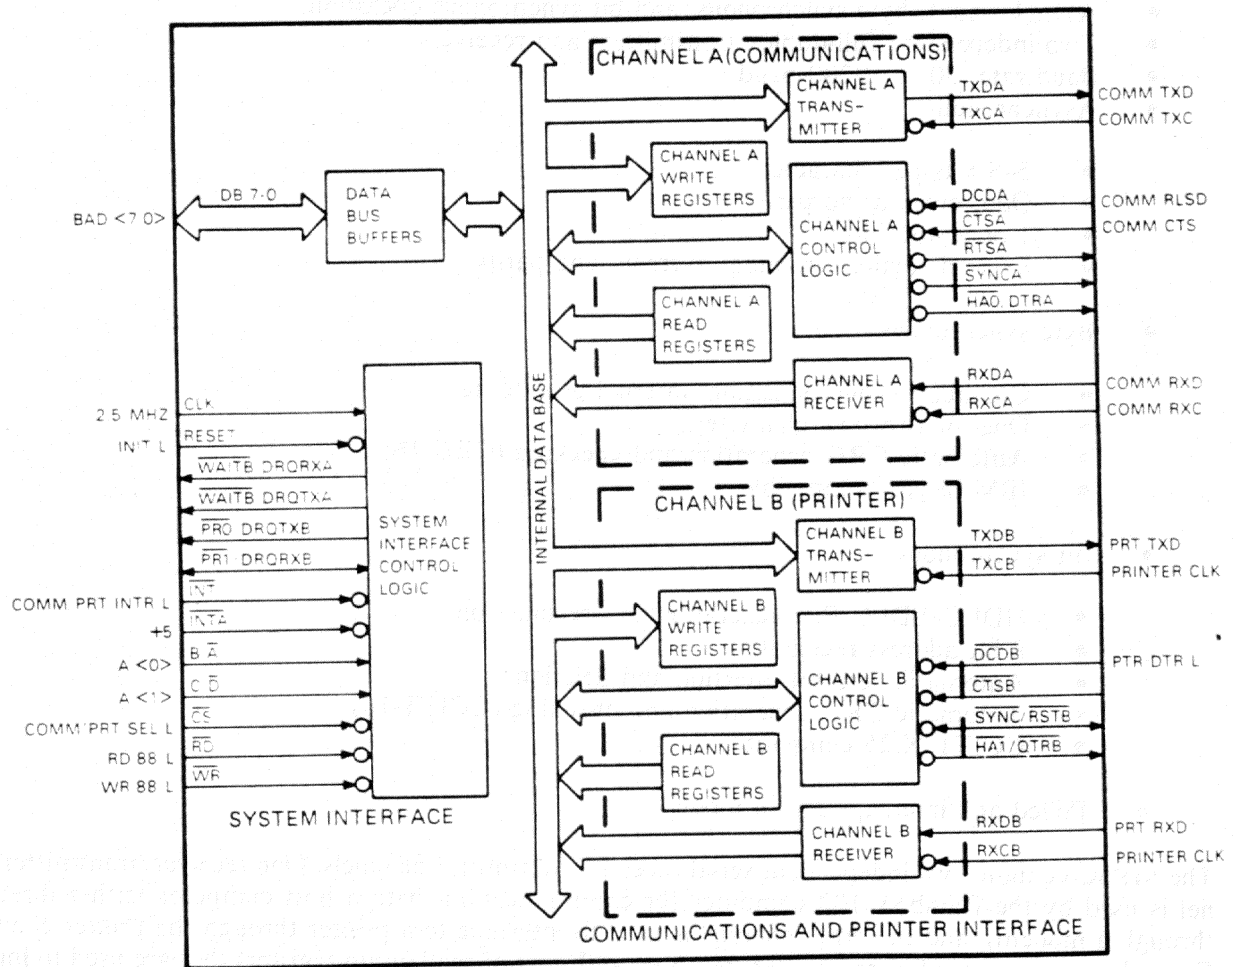 CHANNEL A (COMMUNICATIONS)
CHANNEL A
TRANS-
MITTER
TXDA
COMM TXD
TXCA
COMM TXC
CHANNEL A
WRITE
REGISTERS
DB 7-0
BAD <7 0>
DATA
BUS
BUFFERS
CHANNEL A
CONTROL
LOGIC
DCDA
COMM RLSD
CTSA
COMM CTS
RTSA
SYNCA
HA0, DTRA
CHANNEL A
READ
REGISTERS
CHANNEL A
RECEIVER
RXDA
COMM RXD
RXCA
COMM RXC
INTERNAL DATA BASE
2 5 MHZ
CLK
INIT L
RESET
WAITB DRQRXA
WAITB DRQTXA
PR0 DRQTXB
PR1 DRQRXB
COMM PRT INTR L
INT
+5
INTA
A <0>
B A
A <1>
C D
COMM PRT SEL L
CS
RD 88 L
RD
WR 88 L
WR
SYSTEM
INTERFACE
CONTROL
LOGIC
SYSTEM INTERFACE
CHANNEL B (PRINTER)
CHANNEL B
TRANS-
MITTER
TXDB
PRT TXD
TXCB
PRINTER CLK
CHANNEL B
WRITE
REGISTERS
CHANNEL B
CONTROL
LOGIC
DCDB
PTR DTR L
CTSB
SYNC/RSTB
HA1/QTRB
CHANNEL B
READ
REGISTERS
CHANNEL B
RECEIVER
RXDB
PRT RXD
RXCB
PRINTER CLK
COMMUNICATIONS AND PRINTER INTERFACE